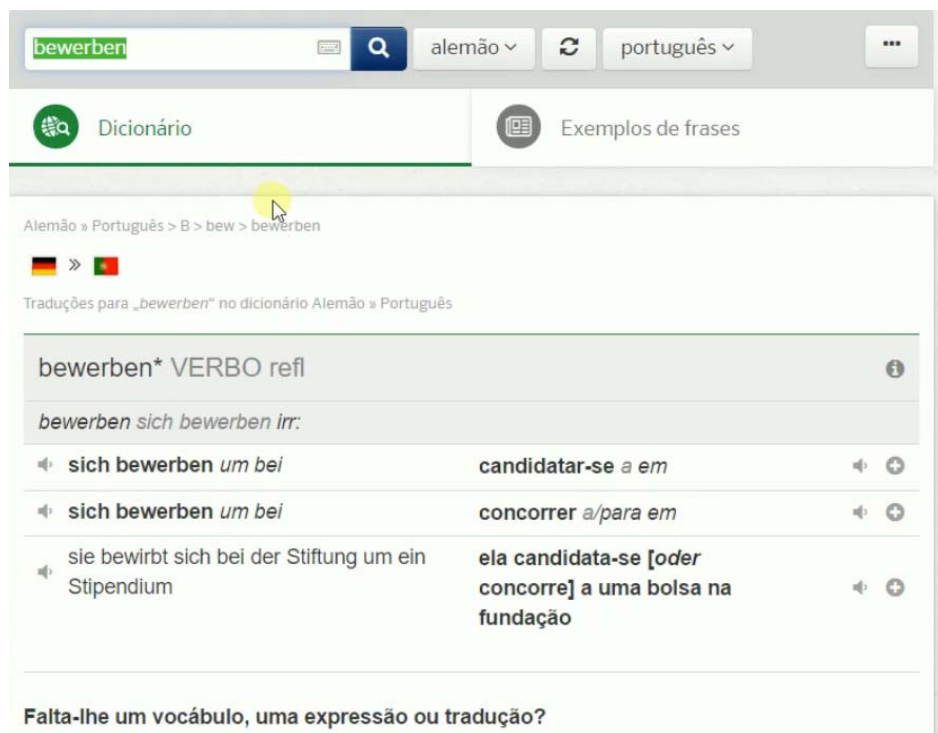 bewerben
alemão
português
...
Dicionário
Exemplos de frases
Alemão » Português > B > bew > bewerben
»
Traduções para „bewerben“ no dicionário Alemão » Português
bewerben* VERBO refl
bewerben sich bewerben irr:
sich bewerben um bei
candidatar-se a em
sich bewerben um bei
concorrer a/para em
sie bewirbt sich bei der Stiftung um ein
Stipendium
ela candidata-se [oder
concorre] a uma bolsa na
fundação
Falta-lhe um vocábulo, uma expressão ou tradução?